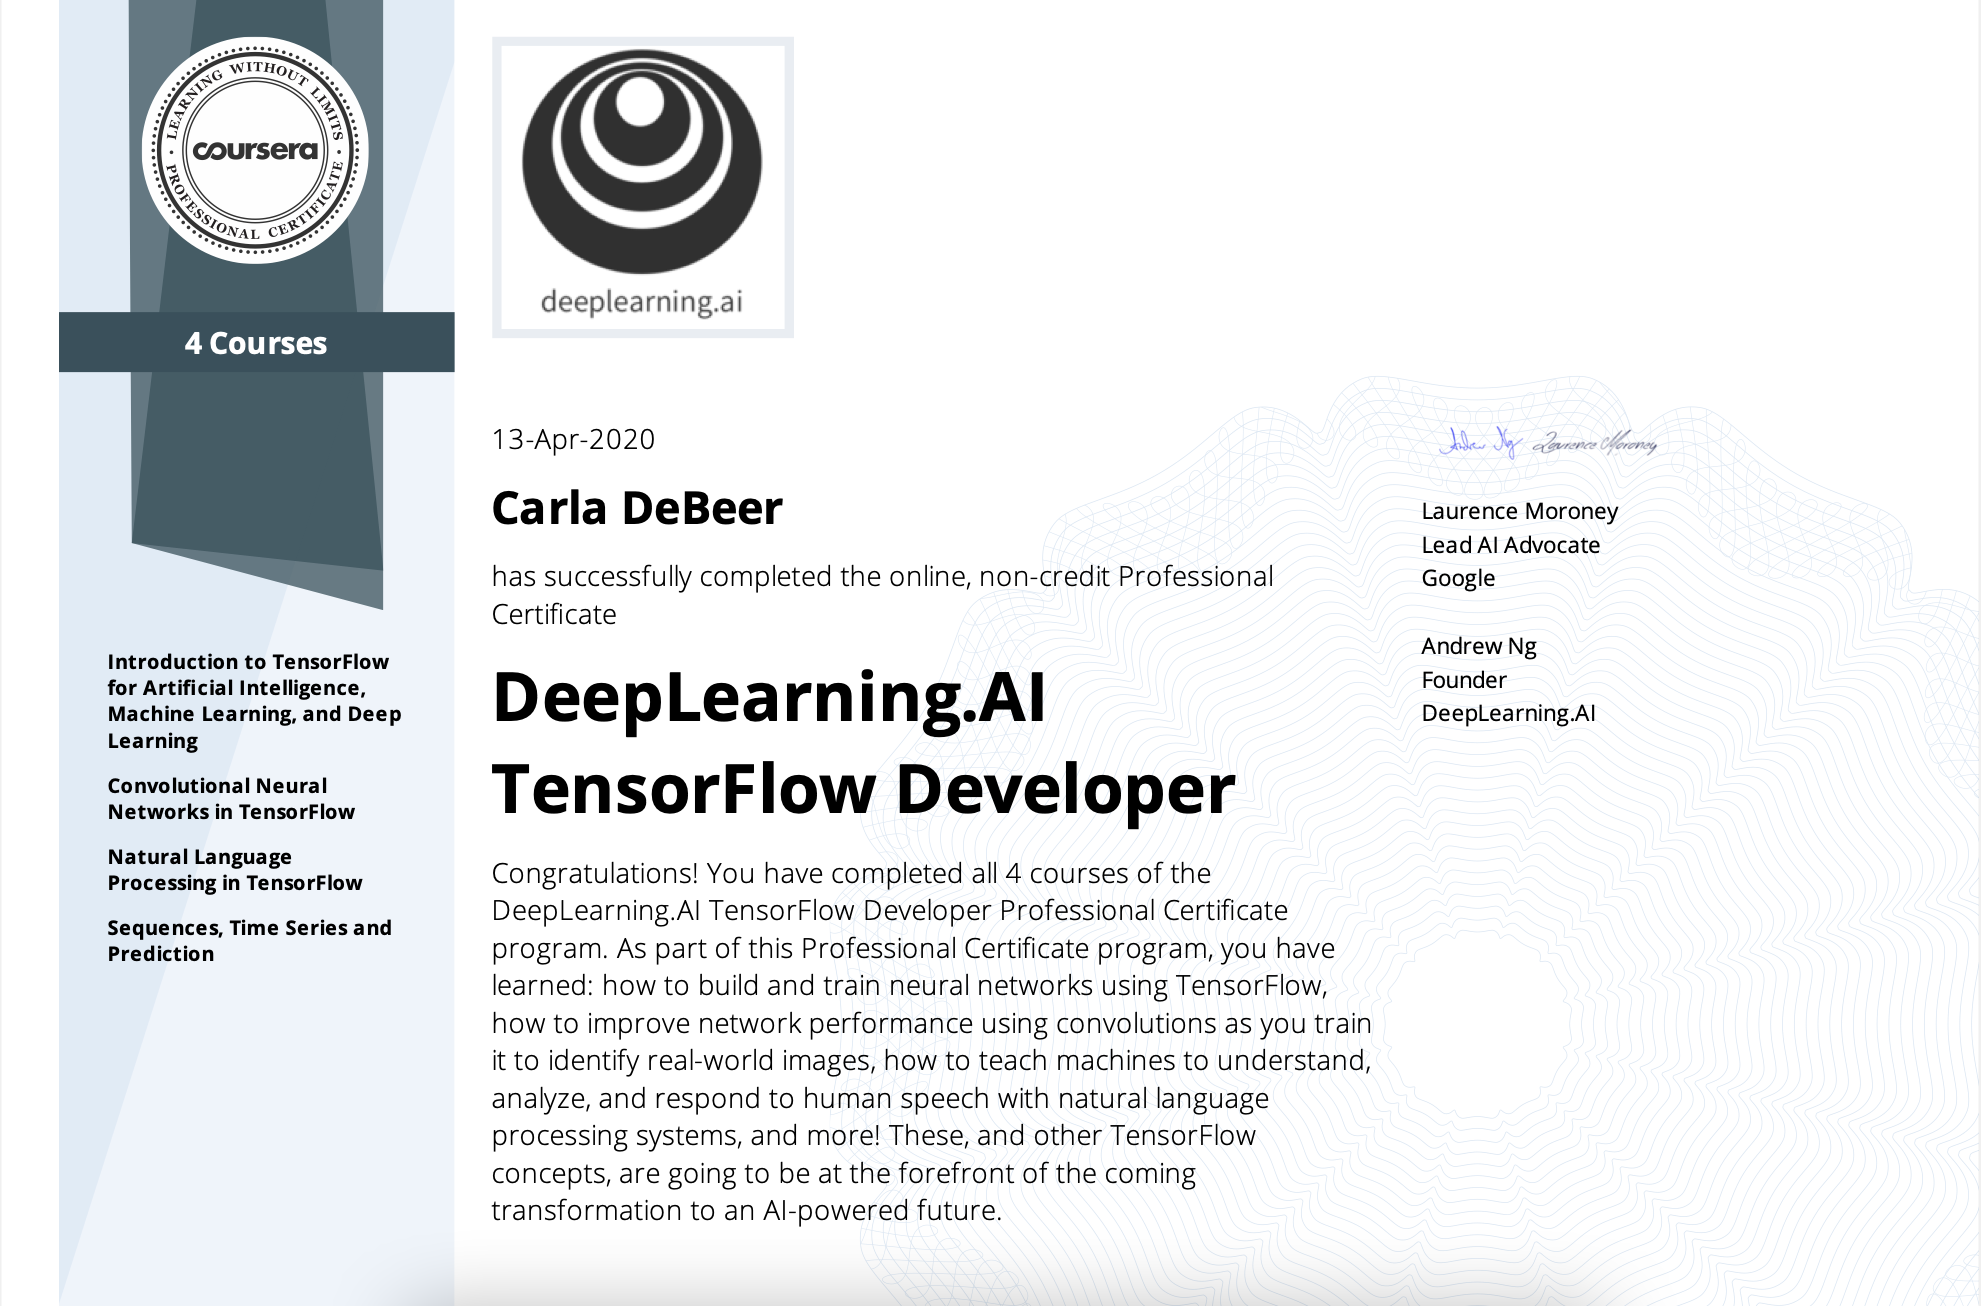 LEARNING WITHOUT LIMITS
coursera
PROFESSIONAL CERTIFICATE
4 Courses
Introduction to TensorFlow
for Artificial Intelligence,
Machine Learning, and Deep
Learning
Convolutional Neural
Networks in TensorFlow
Natural Language
Processing in TensorFlow
Sequences, Time Series and
Prediction
deeplearning.ai
13-Apr-2020
Carla DeBeer
has successfully completed the online, non-credit Professional
Certificate
DeepLearning.AI
TensorFlow Developer
Congratulations! You have completed all 4 courses of the
DeepLearning.AI TensorFlow Developer Professional Certificate
program. As part of this Professional Certificate program, you have
learned: how to build and train neural networks using TensorFlow,
how to improve network performance using convolutions as you train
it to identify real-world images, how to teach machines to understand,
analyze, and respond to human speech with natural language
processing systems, and more! These, and other TensorFlow
concepts, are going to be at the forefront of the coming
transformation to an AI-powered future.
Andrew Ng Laurence Moroney
Laurence Moroney
Lead AI Advocate
Google
Andrew Ng
Founder
DeepLearning.AI